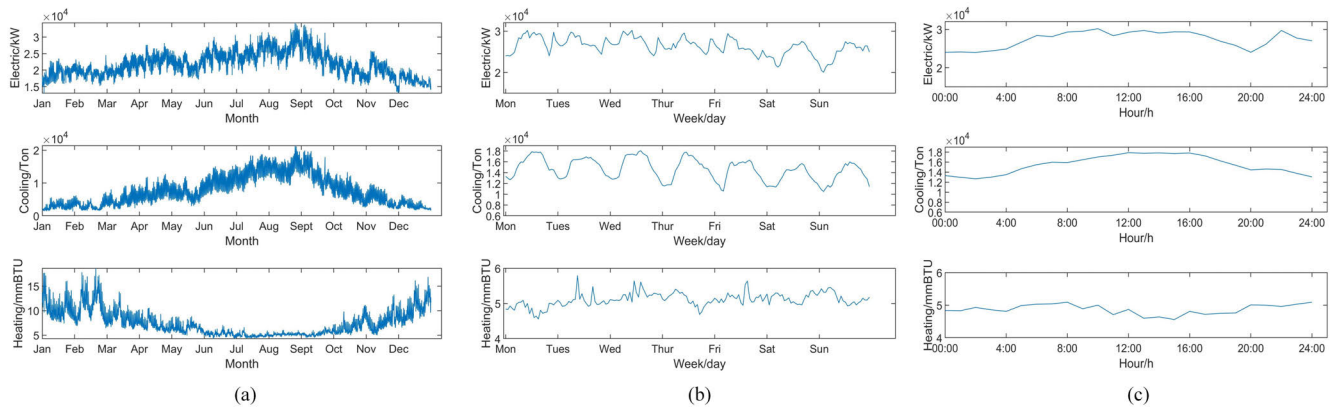 ×10⁴
Electric/kW
3
2.5
2
1.5
Jan Feb Mar Apr May Jun Jul Aug Sept Oct Nov Dec
Month
×10⁴
Cooling/Ton
2
1
0
Jan Feb Mar Apr May Jun Jul Aug Sept Oct Nov Dec
Month
Heating/mmBTU
15
10
5
Jan Feb Mar Apr May Jun Jul Aug Sept Oct Nov Dec
Month
(a)
×10⁴
Electric/kW
3
2
Mon Tues Wed Thur Fri Sat Sun
Week/day
×10⁴
Cooling/Ton
1.8
1.6
1.4
1.2
1
0.8
0.6
Mon Tues Wed Thur Fri Sat Sun
Week/day
Heating/mmBTU
6
5
4
Mon Tues Wed Thur Fri Sat Sun
Week/day
(b)
×10⁴
Electric/kW
3
2
00:00 4:00 8:00 12:00 16:00 20:00 24:00
Hour/h
×10⁴
Cooling/Ton
1.8
1.6
1.4
1.2
1
0.8
0.6
00:00 4:00 8:00 12:00 16:00 20:00 24:00
Hour/h
Heating/mmBTU
6
5
4
00:00 4:00 8:00 12:00 16:00 20:00 24:00
Hour/h
(c)